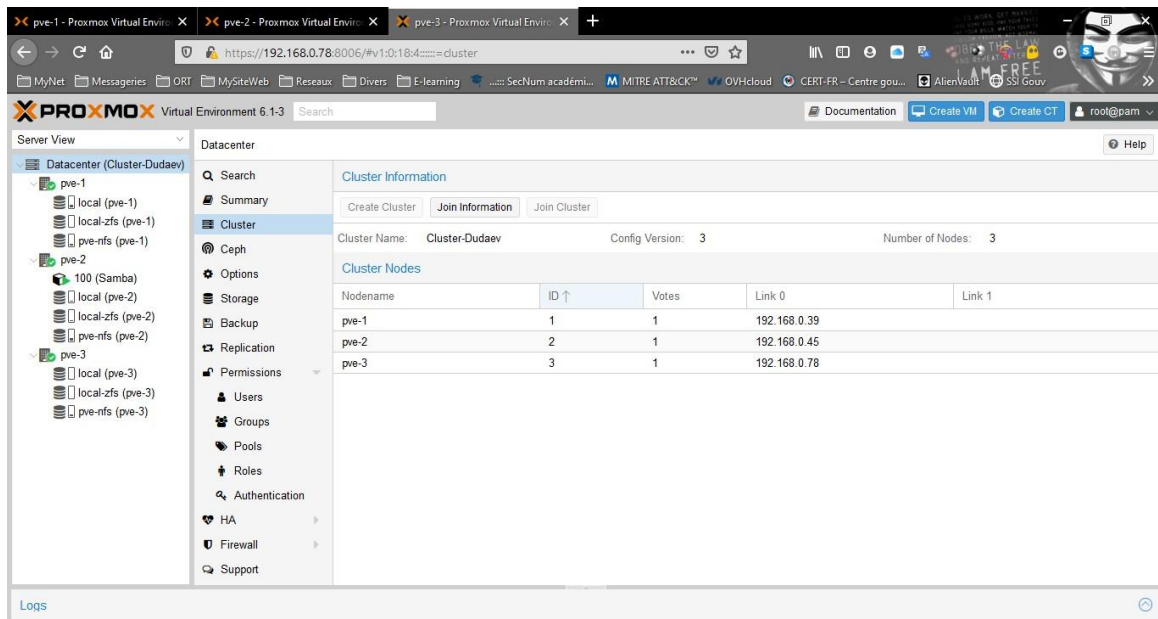 pve-1 - Proxmox Virtual Enviro pve-2 - Proxmox Virtual Enviro pve-3 - Proxmox Virtual Enviro
https://192.168.0.78:8006/#v1:0:18:4::::::=cluster
MyNet Messageries ORT MySiteWeb Reseaux Divers E-learning ..:::: SecNum académi... MITRE ATT&CK™ OVHcloud CERT-FR – Centre gou... AlienVault SSI Gouv
I AM FREE
PROXMOX Virtual Environment 6.1-3 Search Documentation Create VM Create CT root@pam
Server View
Datacenter (Cluster-Dudaev)
pve-1
local (pve-1)
local-zfs (pve-1)
pve-nfs (pve-1)
pve-2
100 (Samba)
local (pve-2)
local-zfs (pve-2)
pve-nfs (pve-2)
pve-3
local (pve-3)
local-zfs (pve-3)
pve-nfs (pve-3)
Datacenter Help
Search
Summary
Cluster
Ceph
Options
Storage
Backup
Replication
Permissions
Users
Groups
Pools
Roles
Authentication
HA
Firewall
Support
Cluster Information
Create Cluster Join Information Join Cluster
Cluster Name: Cluster-Dudaev Config Version: 3 Number of Nodes: 3
Cluster Nodes
Nodename ID ↑ Votes Link 0 Link 1
pve-1 1 1 192.168.0.39
pve-2 2 1 192.168.0.45
pve-3 3 1 192.168.0.78
Logs